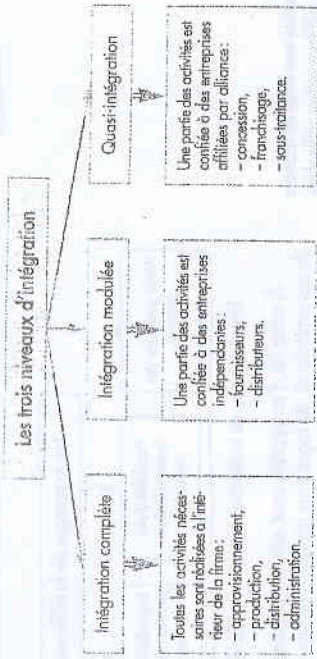 Les trois niveaux d'intégration
Intégration complète
Toutes les activités néces-
saires sont réalisées à l'inté-
rieur de la firme :
– approvisionnement,
– production,
– distribution,
– administration.
Intégration modulée
Une partie des activités est
confiée à des entreprises
indépendantes :
– fournisseurs,
– distributeurs.
Quasi-intégration
Une partie des activités est
confiée à des entreprises
affiliées par alliance :
– concession,
– franchisage,
– sous-traitance.